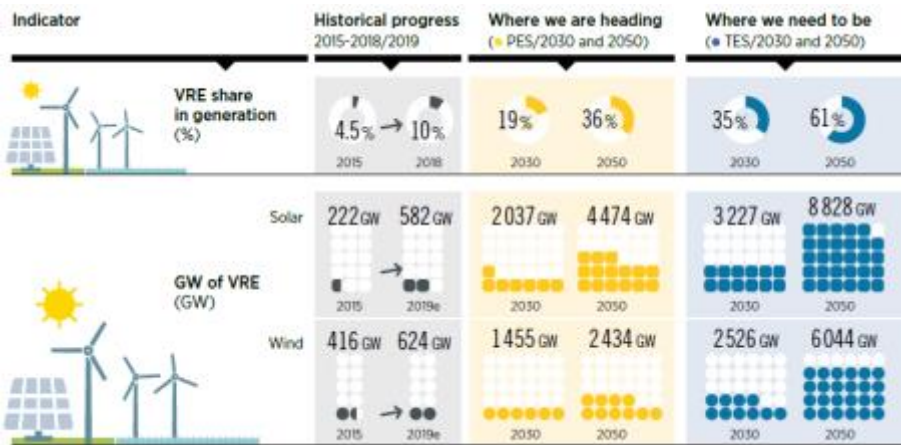 Indicator
Historical progress
2015-2018/2019
Where we are heading
(● PES/2030 and 2050)
Where we need to be
(● TES/2030 and 2050)
VRE share
in generation
(%)
4.5% → 10%
2015 2018
19% 36%
2030 2050
35% 61%
2030 2050
GW of VRE
(GW)
Solar
222 GW 582 GW
2015 2019e
2 037 GW 4 474 GW
2030 2050
3 227 GW 8 828 GW
2030 2050
Wind
416 GW 624 GW
2015 2019e
1 455 GW 2 434 GW
2030 2050
2 526 GW 6 044 GW
2030 2050